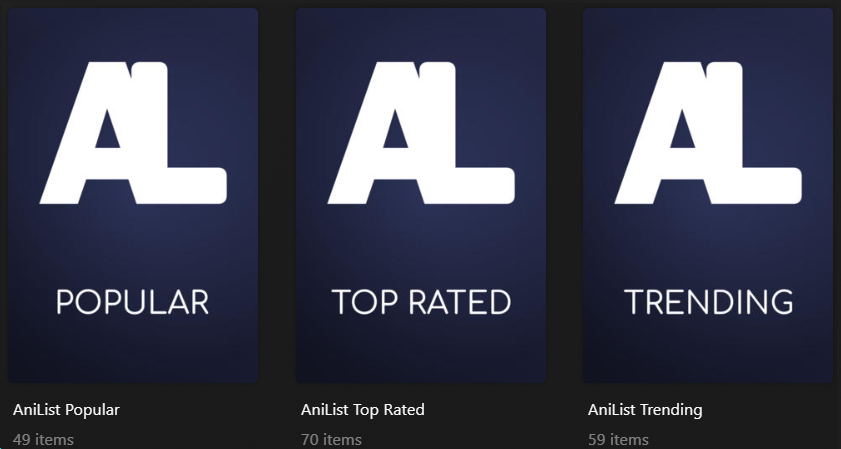 AL
POPULAR
AniList Popular
49 items
AL
TOP RATED
AniList Top Rated
70 items
AL
TRENDING
AniList Trending
59 items